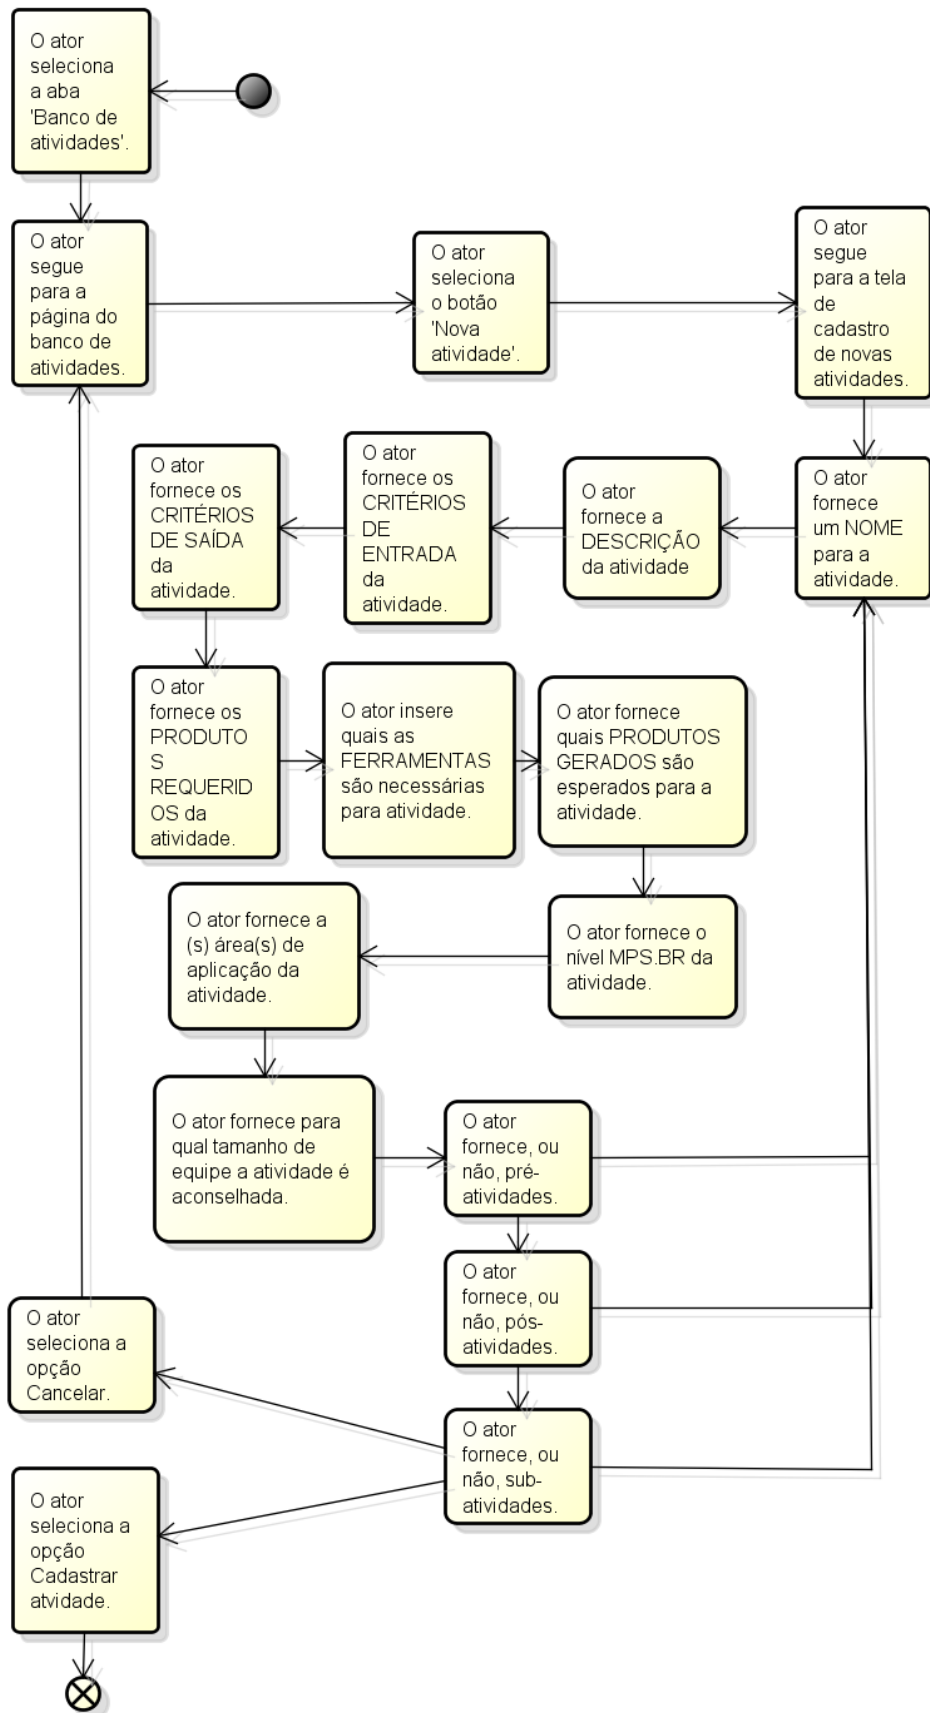 O ator
seleciona
a aba
'Banco de
atividades'.
O ator
segue
para a
página do
banco de
atividades.
O ator
seleciona
o botão
'Nova
atividade'.
O ator
segue
para a tela
de
cadastro
de novas
atividades.
O ator
fornece
um NOME
para a
atividade.
O ator
fornece a
DESCRIÇÃO
da atividade
O ator
fornece os
CRITÉRIOS
DE
ENTRADA
da
atividade.
O ator
fornece os
CRITÉRIOS
DE SAÍDA
da
atividade.
O ator
fornece os
PRODUTO
S
REQUERID
OS da
atividade.
O ator insere
quais as
FERRAMENTAS
são necessárias
para atividade.
O ator fornece
quais PRODUTOS
GERADOS são
esperados para a
atividade.
O ator fornece o
nível MPS.BR da
atividade.
O ator fornece a
(s) área(s) de
aplicação da
atividade.
O ator fornece para
qual tamanho de
equipe a atividade é
aconselhada.
O ator
fornece, ou
não, pré-
atividades.
O ator
fornece, ou
não, pós-
atividades.
O ator
fornece, ou
não, sub-
atividades.
O ator
seleciona a
opção
Cancelar.
O ator
seleciona a
opção
Cadastrar
atvidade.